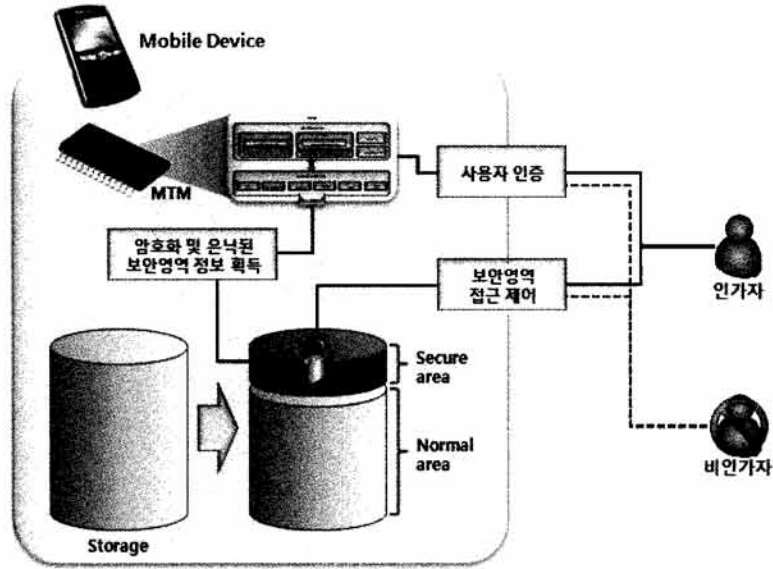 Mobile Device
MTM
사용자 인증
암호화 및 은닉된
보안영역 정보 획득
보안영역
접근 제어
인가자
Secure
area
Normal
area
비인가자
Storage